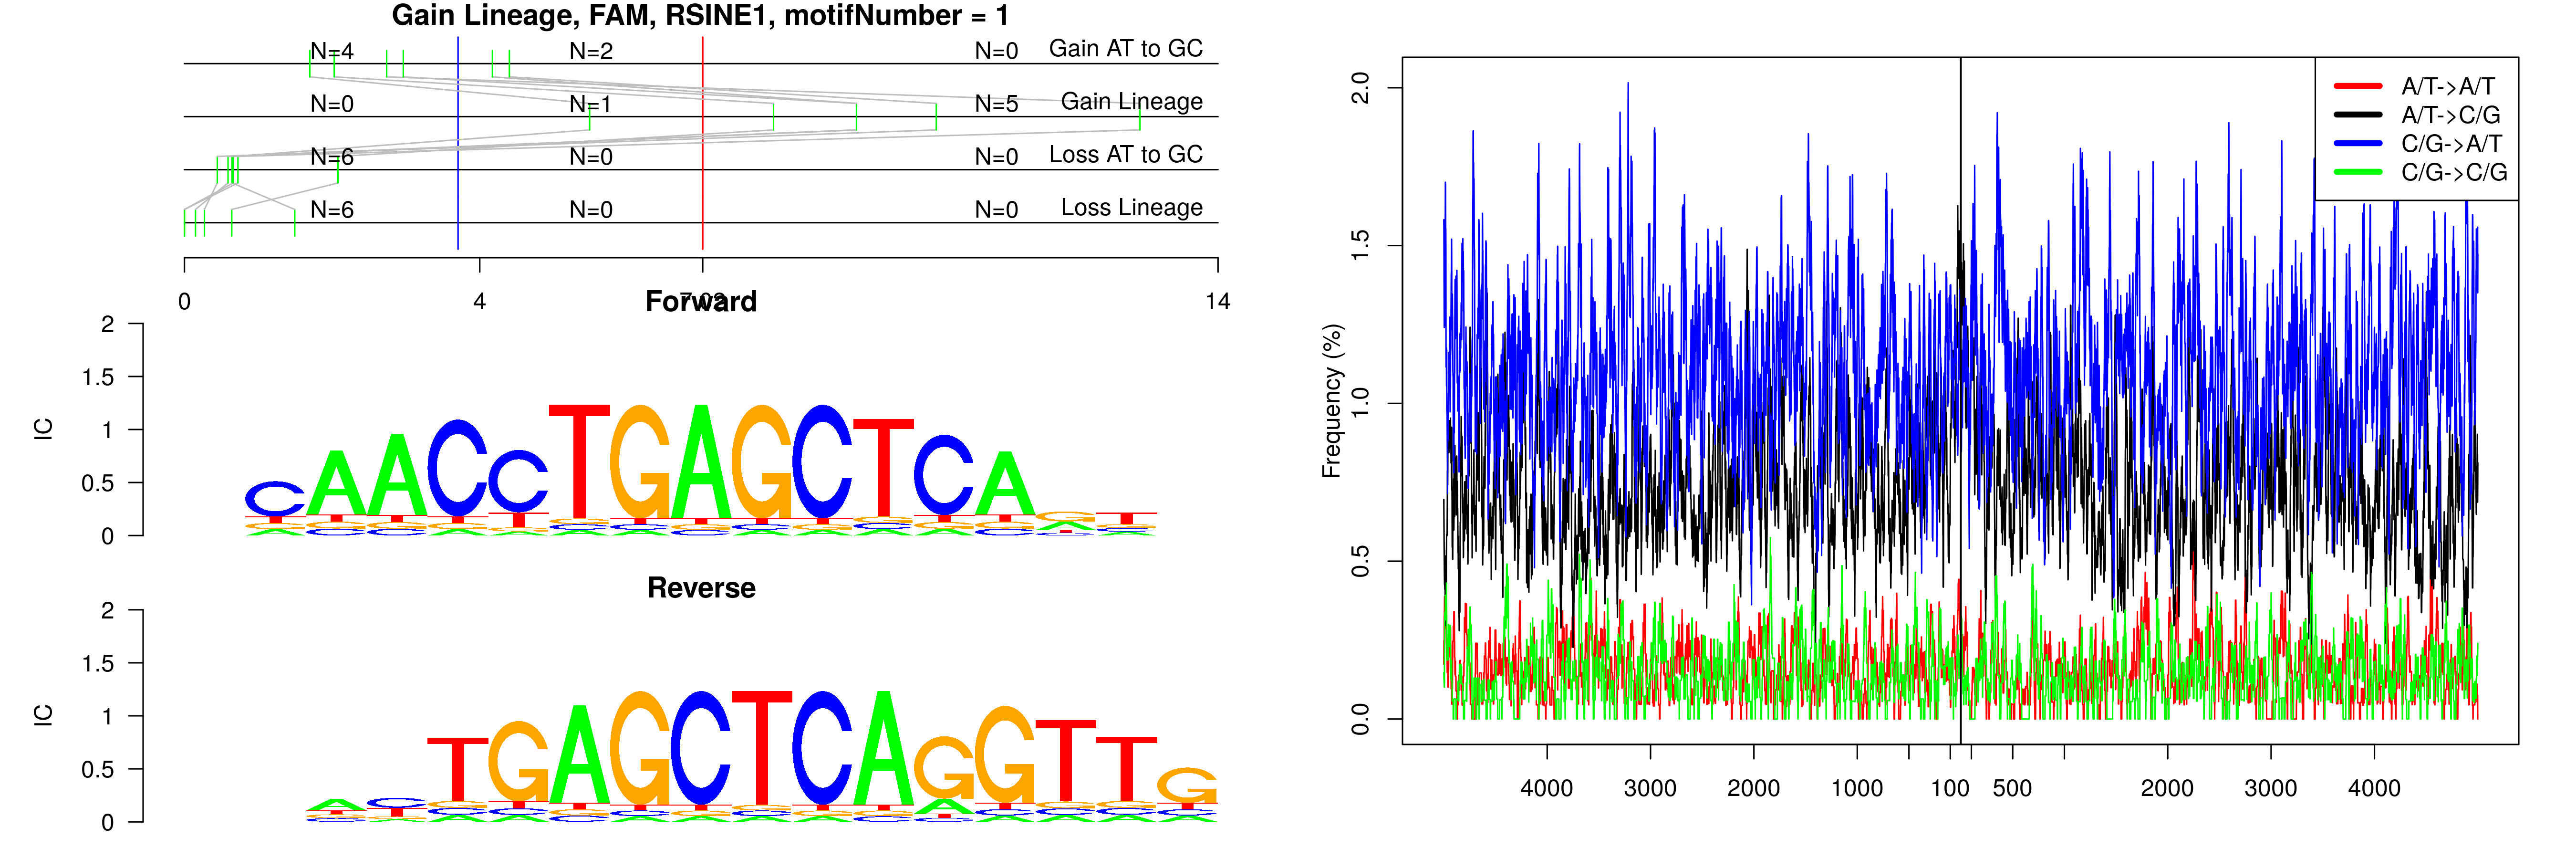 Gain Lineage, FAM, RSINE1, motifNumber = 1
N=4 N=2 N=0 Gain AT to GC
N=0 N=1 N=5 Gain Lineage
N=6 N=0 N=0 Loss AT to GC
N=6 N=0 N=0 Loss Lineage
0 4 14
Forward
IC
2
1.5
1
0.5
0
CAACCTGAGCTCAGT
Reverse
IC
2
1.5
1
0.5
0
ACTGAGCTCAGGTTG
Frequency (%)
2.0
1.5
1.0
0.5
0.0
4000 3000 2000 1000 100 500 2000 3000 4000
A/T->A/T
A/T->C/G
C/G->A/T
C/G->C/G